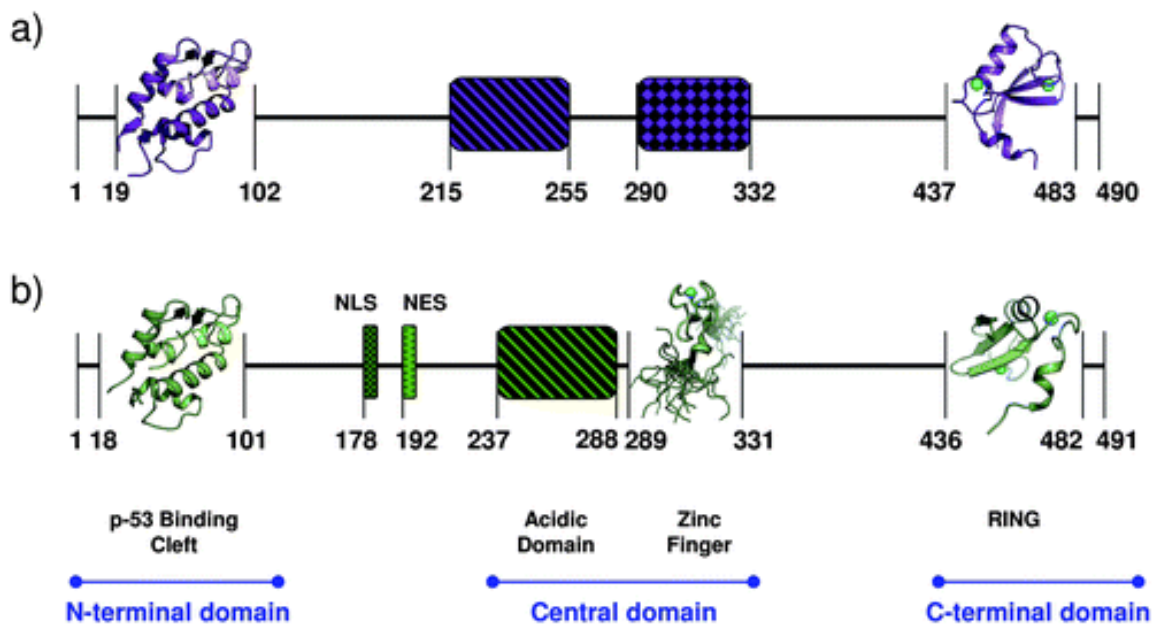 a)
1 19 102 215 255 290 332 437 483 490
b)
NLS NES
1 18 101 178 192 237 288 289 331 436 482 491
p-53 Binding
Cleft
Acidic
Domain
Zinc
Finger
RING
N-terminal domain
Central domain
C-terminal domain